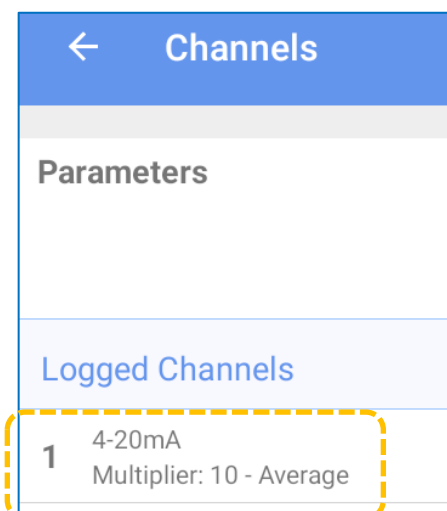 Channels
Parameters
Logged Channels
1
4-20mA
Multiplier: 10 - Average